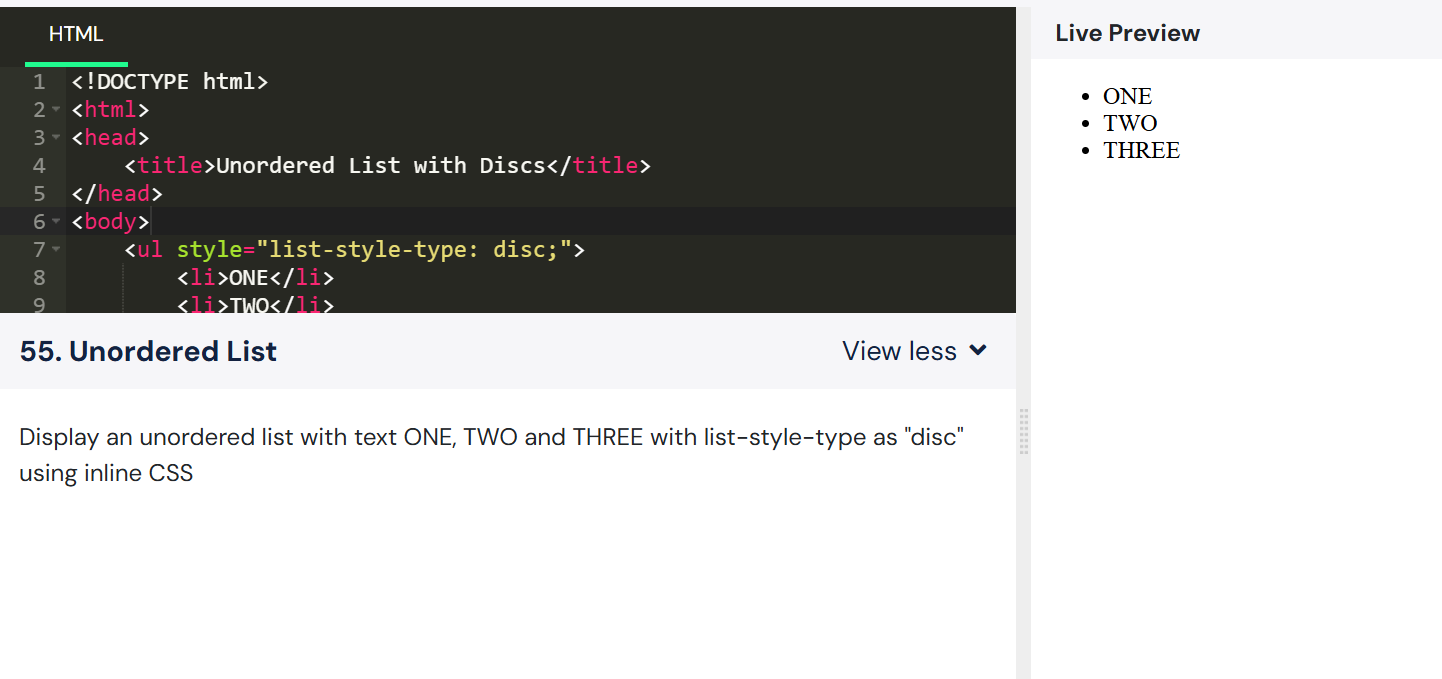 HTML
1 <!DOCTYPE html>
2 <html>
3 <head>
4     <title>Unordered List with Discs</title>
5 </head>
6 <body>
7     <ul style="list-style-type: disc;">
8         <li>ONE</li>
9         <li>TWO</li>
55. Unordered List
View less
Display an unordered list with text ONE, TWO and THREE with list-style-type as "disc"
using inline CSS
Live Preview
• ONE
• TWO
• THREE